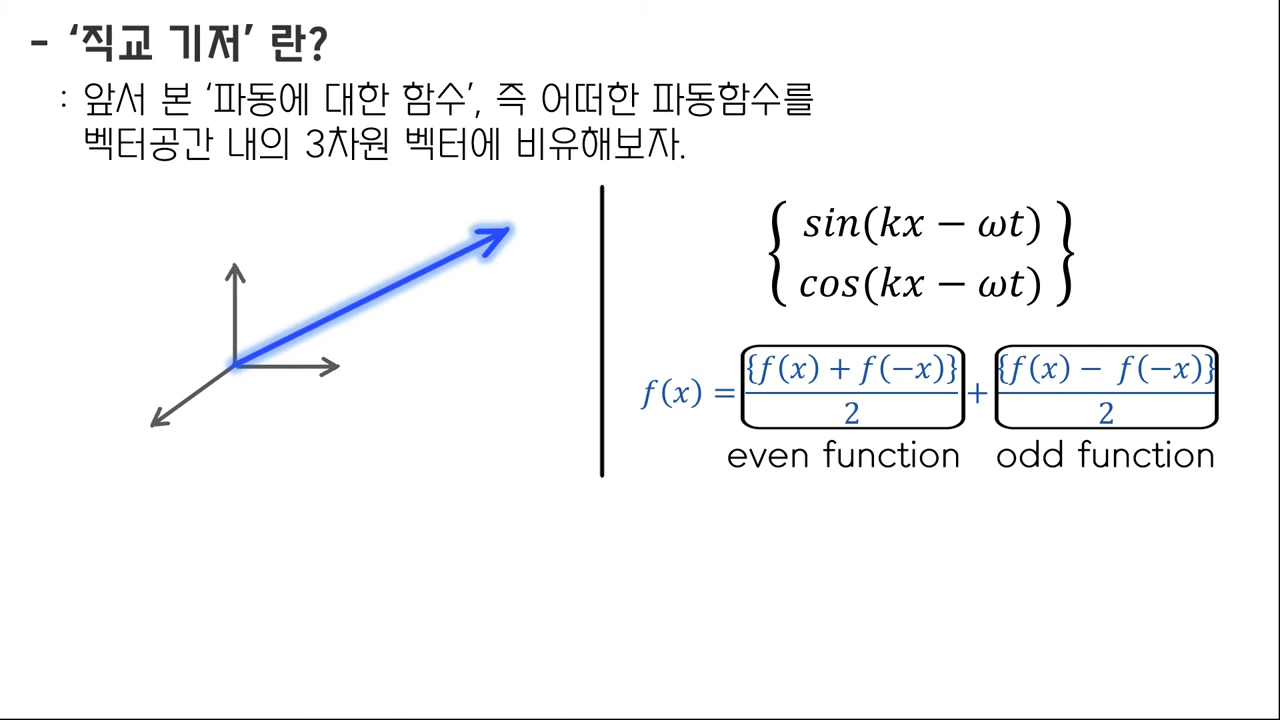 - ‘직교 기저’ 란?
: 앞서 본 ‘파동에 대한 함수’, 즉 어떠한 파동함수를
벡터공간 내의 3차원 벡터에 비유해보자.
{ sin(kx − ωt)
cos(kx − ωt) }
f(x) = {f(x) + f(−x)}/2 + {f(x) − f(−x)}/2
even function odd function